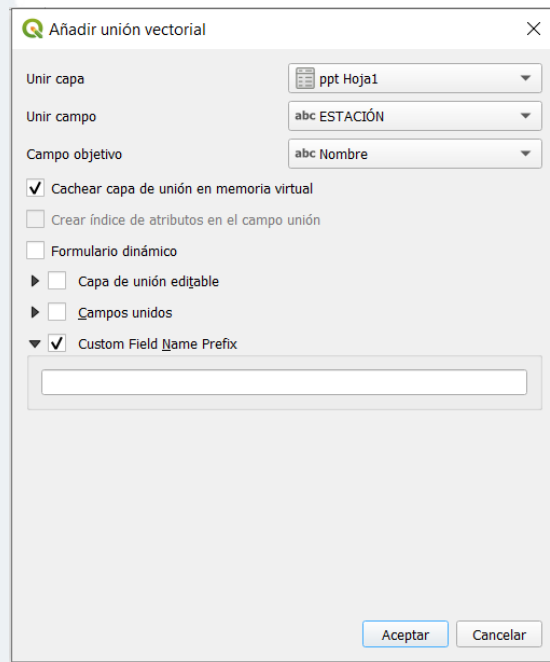 Añadir unión vectorial
Unir capa ppt Hoja1
Unir campo abc ESTACIÓN
Campo objetivo abc Nombre
Cachear capa de unión en memoria virtual
Crear índice de atributos en el campo unión
Formulario dinámico
Capa de unión editable
Campos unidos
Custom Field Name Prefix
Aceptar Cancelar